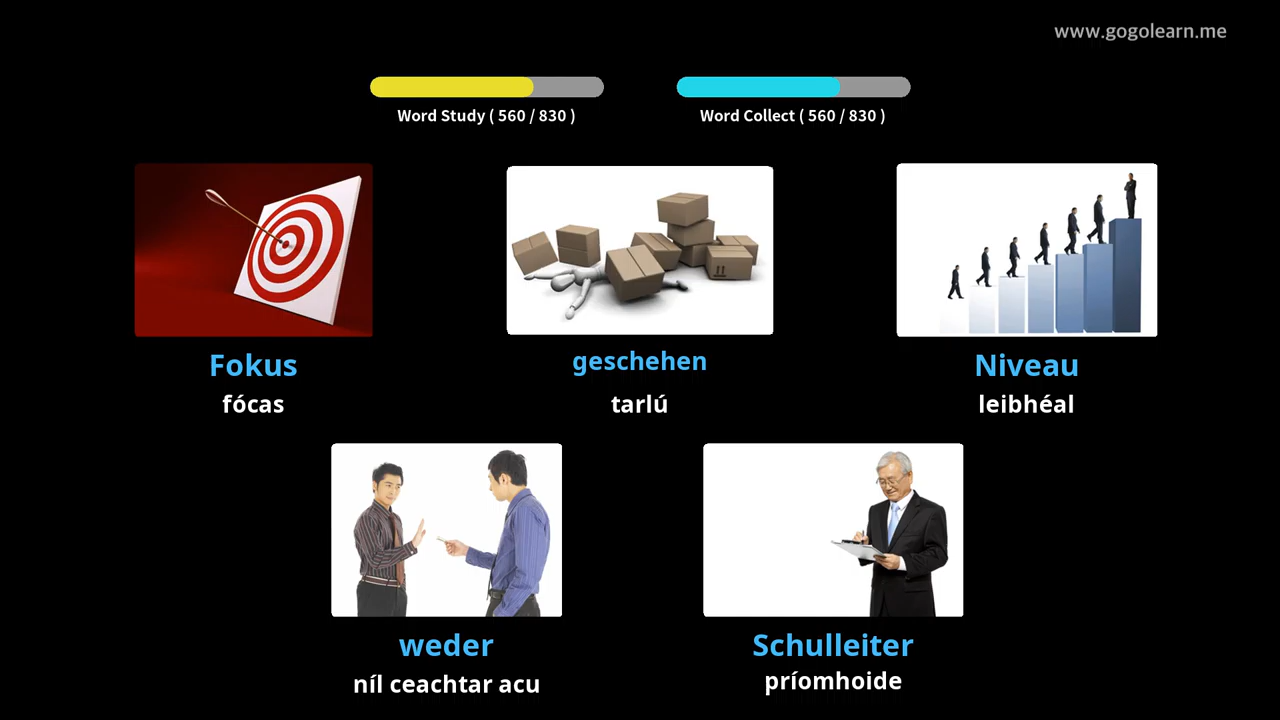 www.gogolearn.me
Word Study ( 560 / 830 )
Word Collect ( 560 / 830 )
Fokus
fócas
geschehen
tarlú
Niveau
leibhéal
weder
níl ceachtar acu
Schulleiter
príomhoide